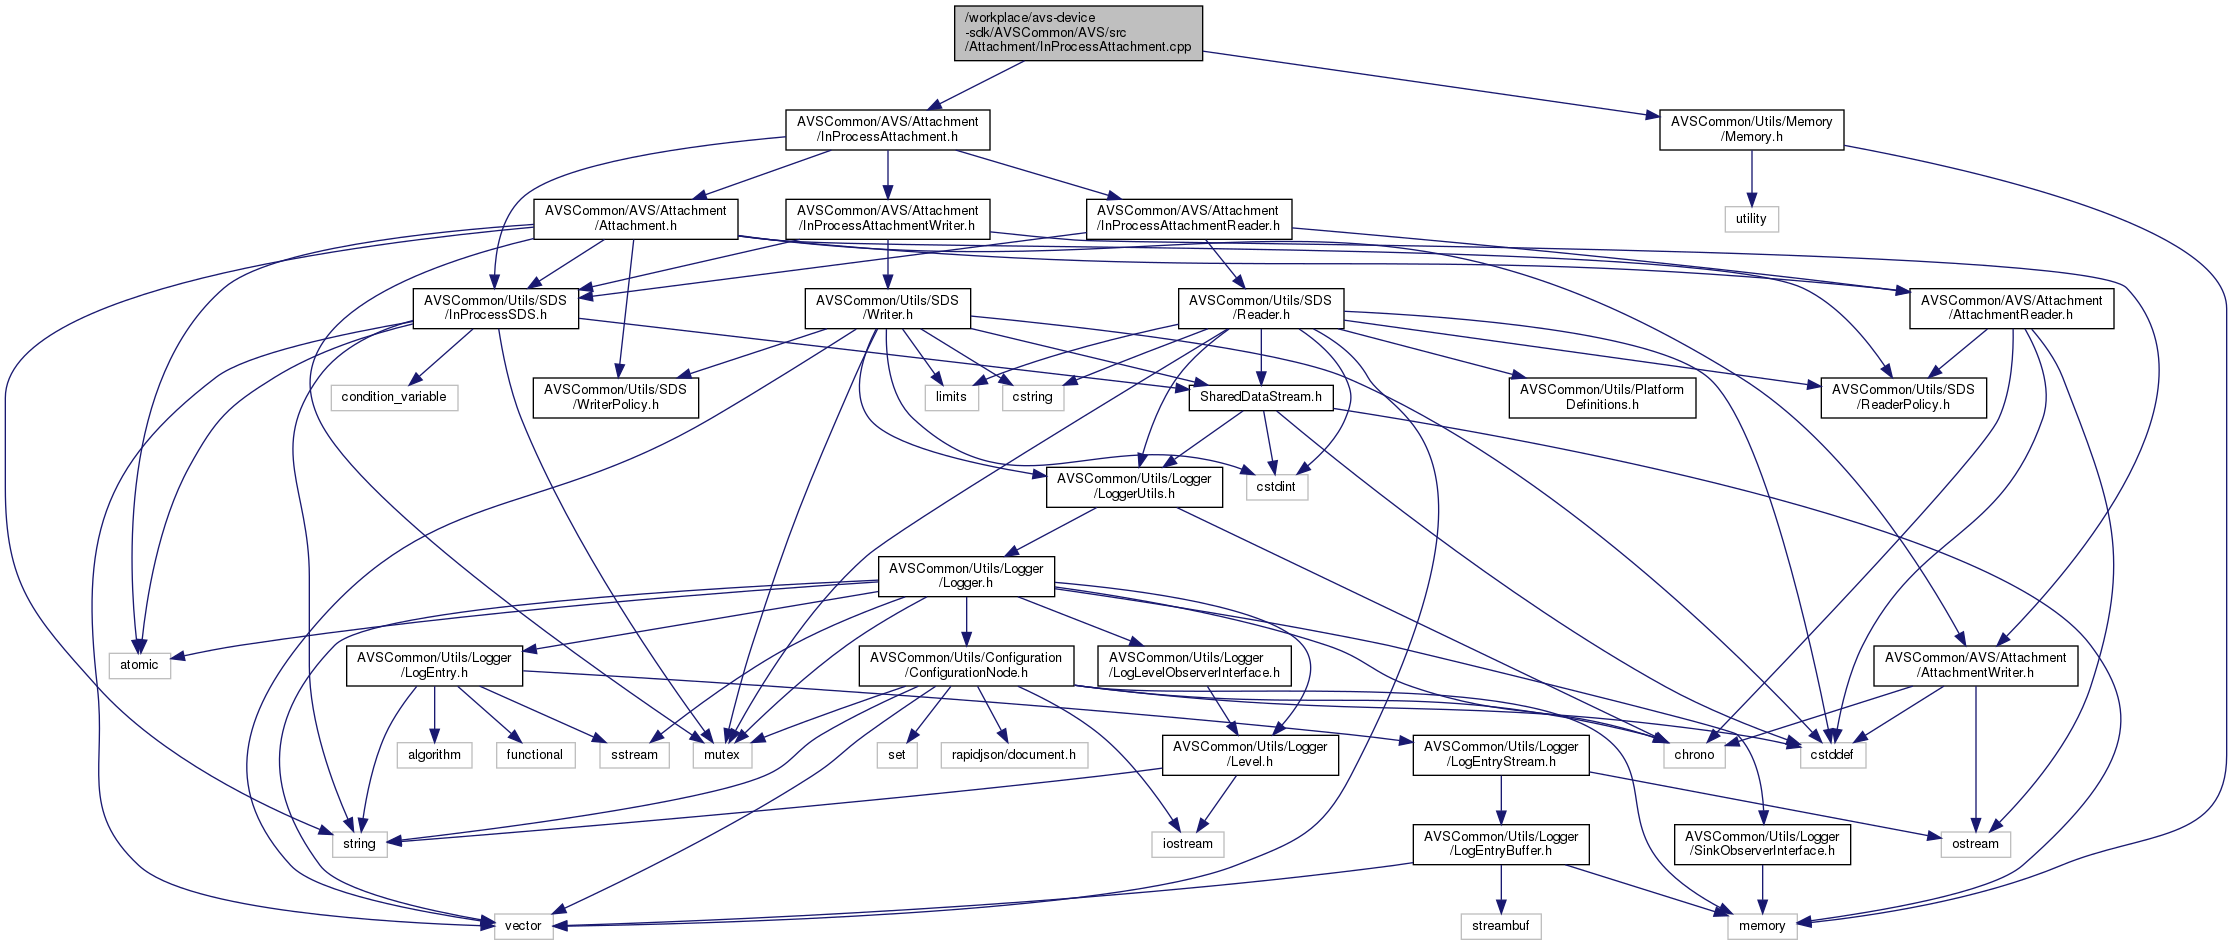 /workplace/avs-device
-sdk/AVSCommon/AVS/src
/Attachment/InProcessAttachment.cpp
AVSCommon/AVS/Attachment
/InProcessAttachment.h
AVSCommon/Utils/Memory
/Memory.h
AVSCommon/AVS/Attachment
/Attachment.h
AVSCommon/AVS/Attachment
/InProcessAttachmentWriter.h
AVSCommon/AVS/Attachment
/InProcessAttachmentReader.h
utility
AVSCommon/Utils/SDS
/InProcessSDS.h
AVSCommon/Utils/SDS
/Writer.h
AVSCommon/Utils/SDS
/Reader.h
AVSCommon/AVS/Attachment
/AttachmentReader.h
condition_variable
AVSCommon/Utils/SDS
/WriterPolicy.h
limits
cstring
SharedDataStream.h
AVSCommon/Utils/Platform
Definitions.h
AVSCommon/Utils/SDS
/ReaderPolicy.h
AVSCommon/Utils/Logger
/LoggerUtils.h
cstdint
AVSCommon/Utils/Logger
/Logger.h
atomic
AVSCommon/Utils/Logger
/LogEntry.h
AVSCommon/Utils/Configuration
/ConfigurationNode.h
AVSCommon/Utils/Logger
/LogLevelObserverInterface.h
AVSCommon/AVS/Attachment
/AttachmentWriter.h
algorithm
functional
sstream
mutex
set
rapidjson/document.h
AVSCommon/Utils/Logger
/Level.h
AVSCommon/Utils/Logger
/LogEntryStream.h
chrono
cstddef
string
iostream
AVSCommon/Utils/Logger
/LogEntryBuffer.h
AVSCommon/Utils/Logger
/SinkObserverInterface.h
ostream
vector
streambuf
memory